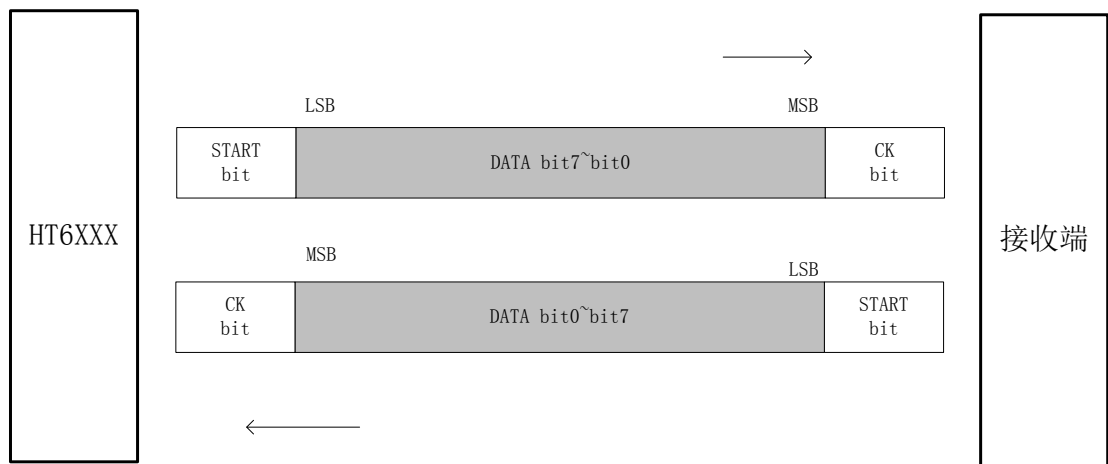 LSB
MSB
START
bit
DATA bit7~bit0
CK
bit
HT6XXX
接收端
MSB
LSB
CK
bit
DATA bit0~bit7
START
bit